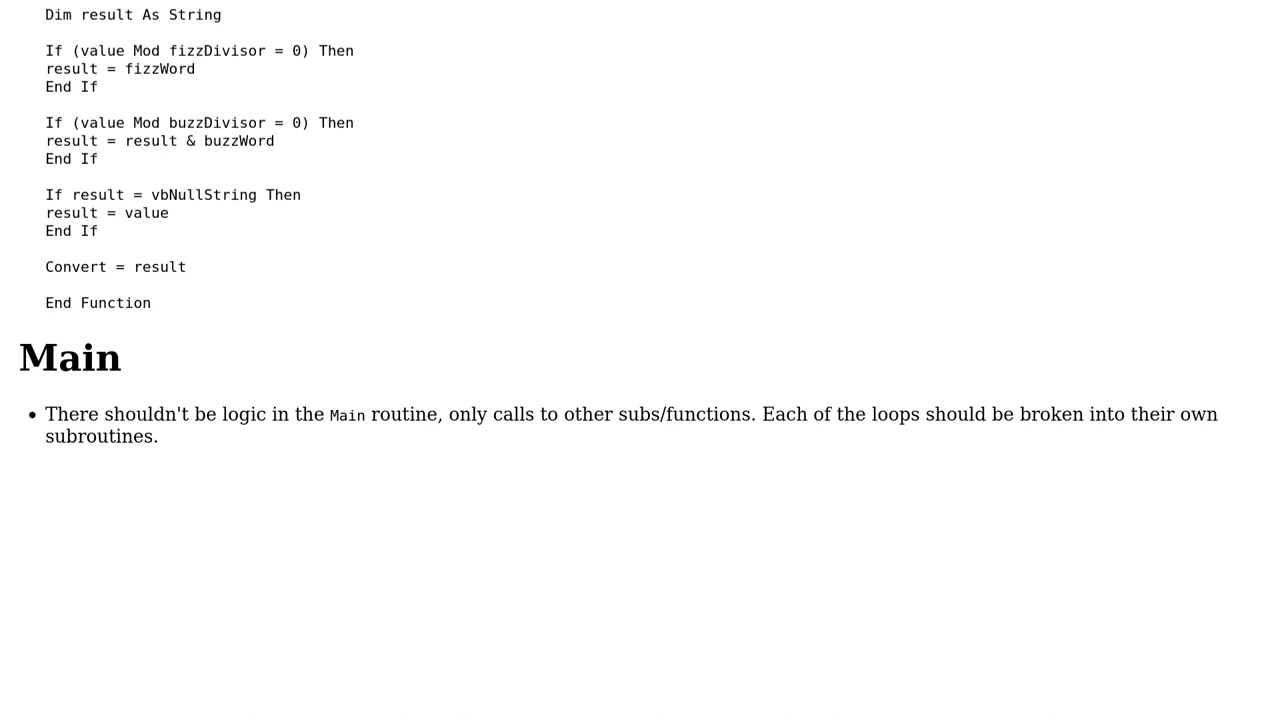 Dim result As String
If (value Mod fizzDivisor = 0) Then
result = fizzWord
End If
If (value Mod buzzDivisor = 0) Then
result = result & buzzWord
End If
If result = vbNullString Then
result = value
End If
Convert = result
End Function
Main
• There shouldn't be logic in the Main routine, only calls to other subs/functions. Each of the loops should be broken into their own
subroutines.